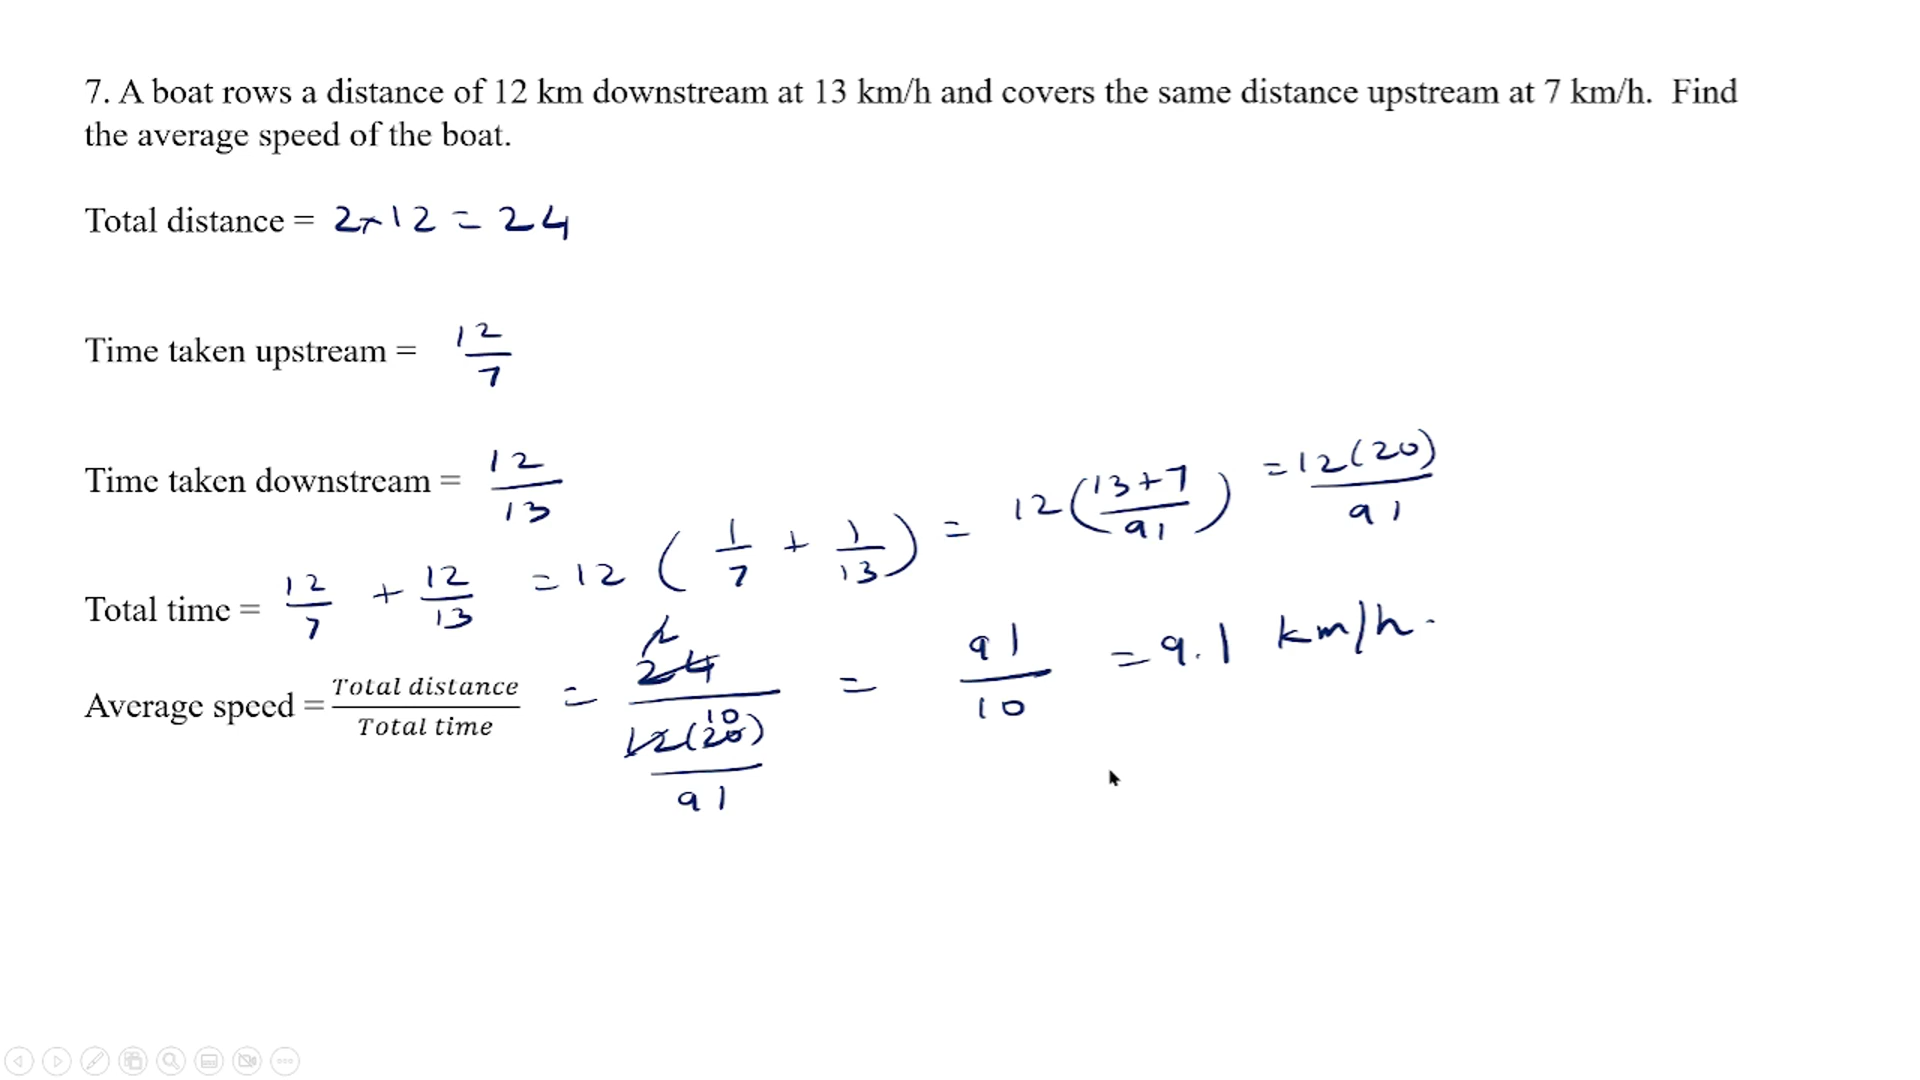 7. A boat rows a distance of 12 km downstream at 13 km/h and covers the same distance upstream at 7 km/h.  Find
the average speed of the boat.
Total distance = 2×12 = 24
Time taken upstream = 12/7
Time taken downstream = 12/13
Total time = 12/7 + 12/13 = 12 (1/7 + 1/13) = 12 (13+7/91) = 12(20)/91
Average speed = Total distance/Total time = 24 2/12(20) 10/91 = 91/10 = 9.1 km/h.